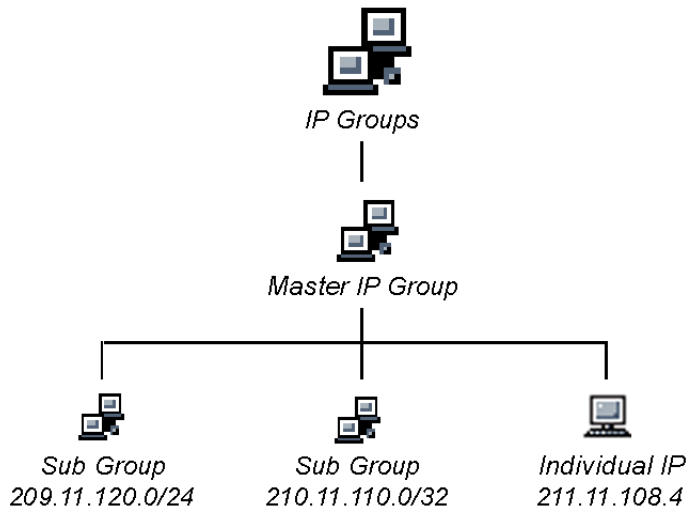 IP Groups
Master IP Group
Sub Group
209.11.120.0/24
Sub Group
210.11.110.0/32
Individual IP
211.11.108.4